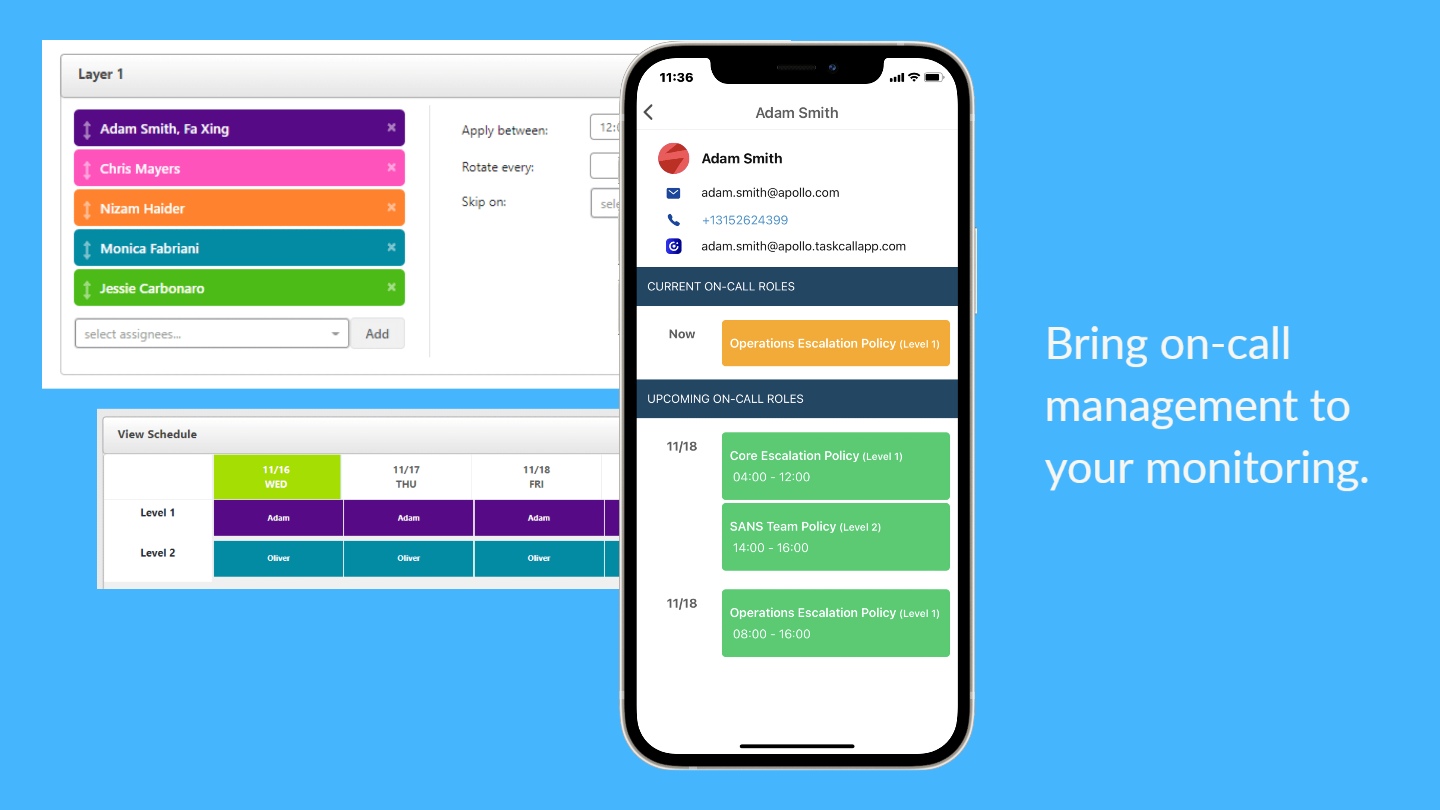 Layer 1
Adam Smith, Fa Xing
Chris Mayers
Nizam Haider
Monica Fabriani
Jessie Carbonaro
select assignees...
Add
Apply between:
Rotate every:
Skip on:
View Schedule
11/16
WED
11/17
THU
11/18
FRI
Level 1
Adam
Adam
Adam
Level 2
Oliver
Oliver
Oliver
11:36
Adam Smith
Adam Smith
adam.smith@apollo.com
+13152624399
adam.smith@apollo.taskcallapp.com
CURRENT ON-CALL ROLES
Now
Operations Escalation Policy (Level 1)
UPCOMING ON-CALL ROLES
11/18
Core Escalation Policy (Level 1)
04:00 - 12:00
SANS Team Policy (Level 2)
14:00 - 16:00
11/18
Operations Escalation Policy (Level 1)
08:00 - 16:00
Bring on-call
management to
your monitoring.